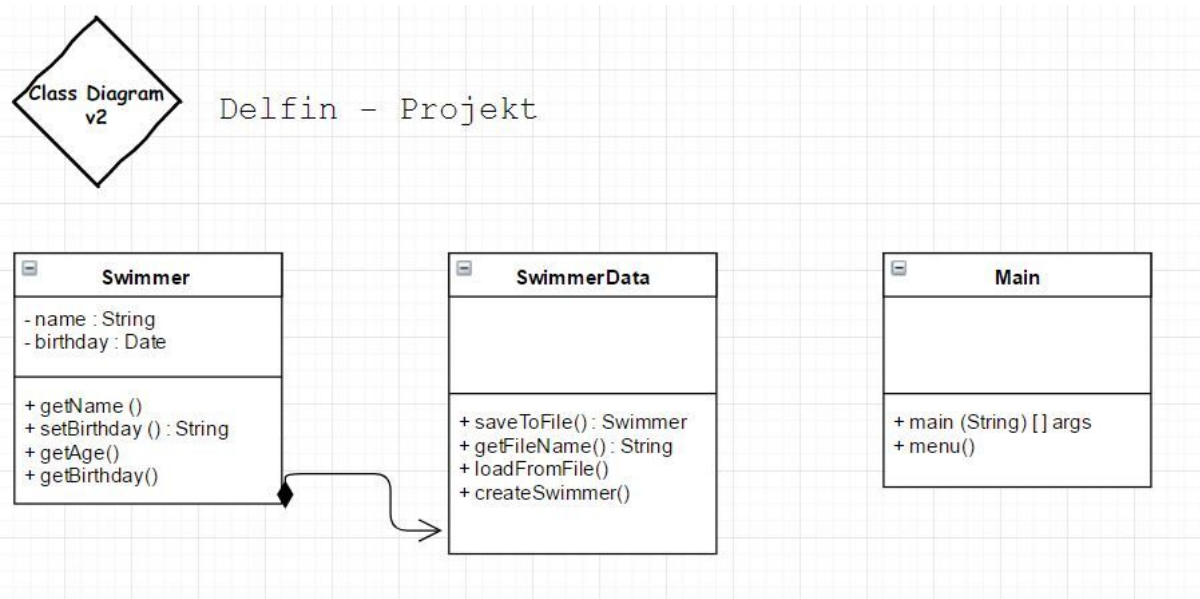 Class Diagram
v2
Delfin - Projekt
Swimmer
- name : String
- birthday : Date
+ getName ()
+ setBirthday () : String
+ getAge()
+ getBirthday()
SwimmerData
+ saveToFile() : Swimmer
+ getFileName() : String
+ loadFromFile()
+ createSwimmer()
Main
+ main (String) [ ] args
+ menu()